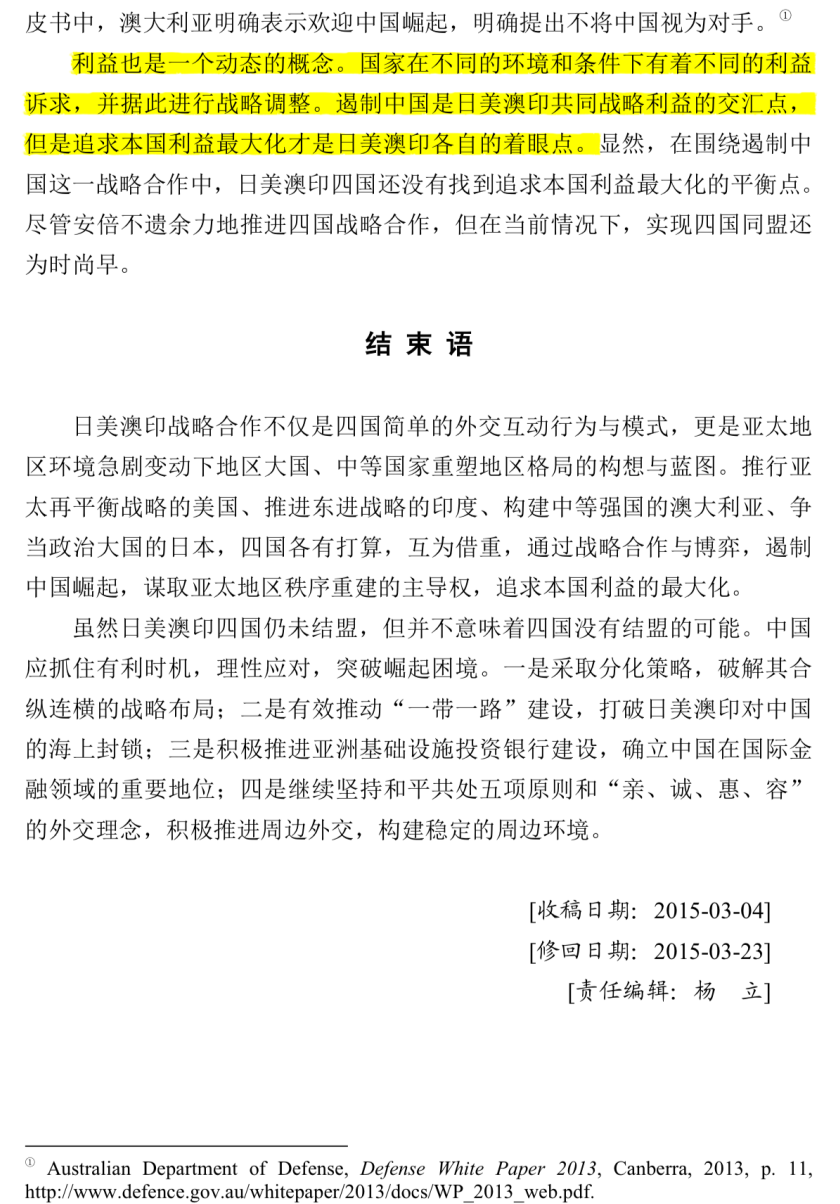 皮书中，澳大利亚明确表示欢迎中国崛起，明确提出不将中国视为对手。①
利益也是一个动态的概念。国家在不同的环境和条件下有着不同的利益
诉求，并据此进行战略调整。遏制中国是日美澳印共同战略利益的交汇点，
但是追求本国利益最大化才是日美澳印各自的着眼点。显然，在围绕遏制中
国这一战略合作中，日美澳印四国还没有找到追求本国利益最大化的平衡点。
尽管安倍不遗余力地推进四国战略合作，但在当前情况下，实现四国同盟还
为时尚早。
结 束 语
日美澳印战略合作不仅是四国简单的外交互动行为与模式，更是亚太地
区环境急剧变动下地区大国、中等国家重塑地区格局的构想与蓝图。推行亚
太再平衡战略的美国、推进东进战略的印度、构建中等强国的澳大利亚、争
当政治大国的日本，四国各有打算，互为借重，通过战略合作与博弈，遏制
中国崛起，谋取亚太地区秩序重建的主导权，追求本国利益的最大化。
虽然日美澳印四国仍未结盟，但并不意味着四国没有结盟的可能。中国
应抓住有利时机，理性应对，突破崛起困境。一是采取分化策略，破解其合
纵连横的战略布局；二是有效推动“一带一路”建设，打破日美澳印对中国
的海上封锁；三是积极推进亚洲基础设施投资银行建设，确立中国在国际金
融领域的重要地位；四是继续坚持和平共处五项原则和“亲、诚、惠、容”
的外交理念，积极推进周边外交，构建稳定的周边环境。
[收稿日期：2015-03-04]
[修回日期：2015-03-23]
[责任编辑：杨　立]
① Australian Department of Defense, Defense White Paper 2013, Canberra, 2013, p. 11,
http://www.defence.gov.au/whitepaper/2013/docs/WP_2013_web.pdf.